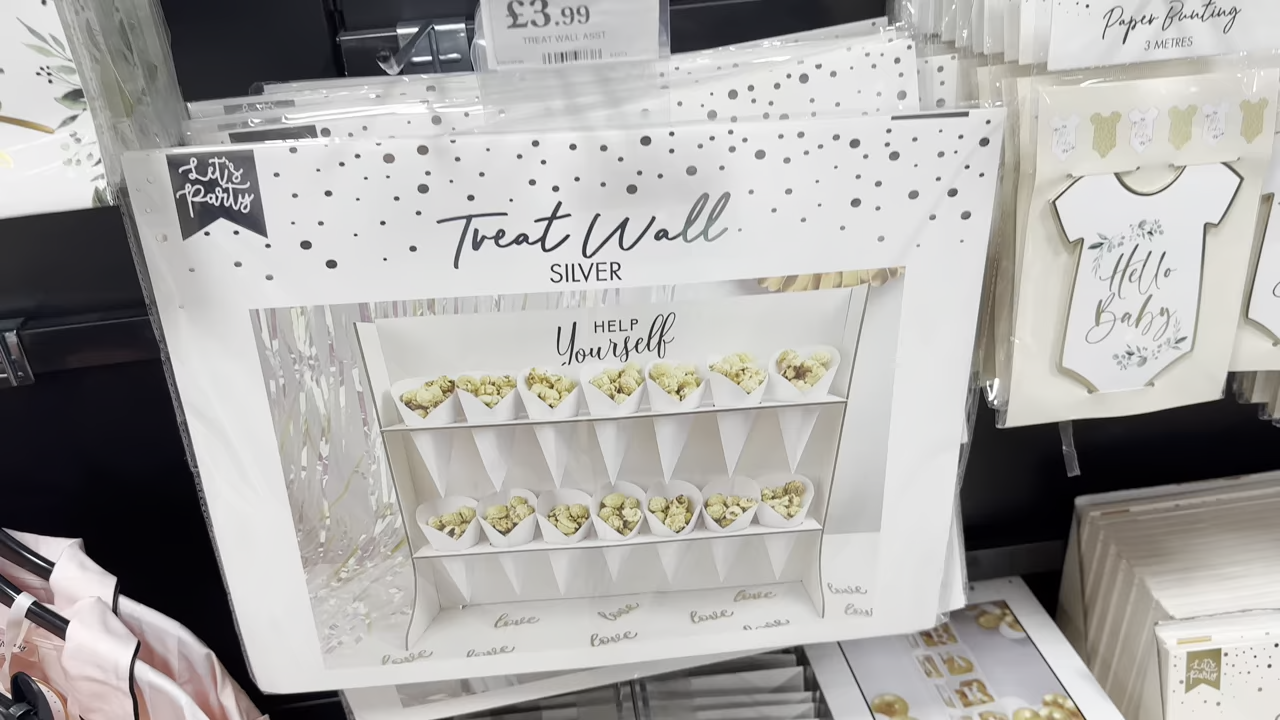 £3.99
TREAT WALL ASST
Let's
Party
Treat Wall
SILVER
HELP
Yourself
love
love
love
love
love
love
love
love
Paper Bunting
3 METRES
Hello
Baby
Let's
Party